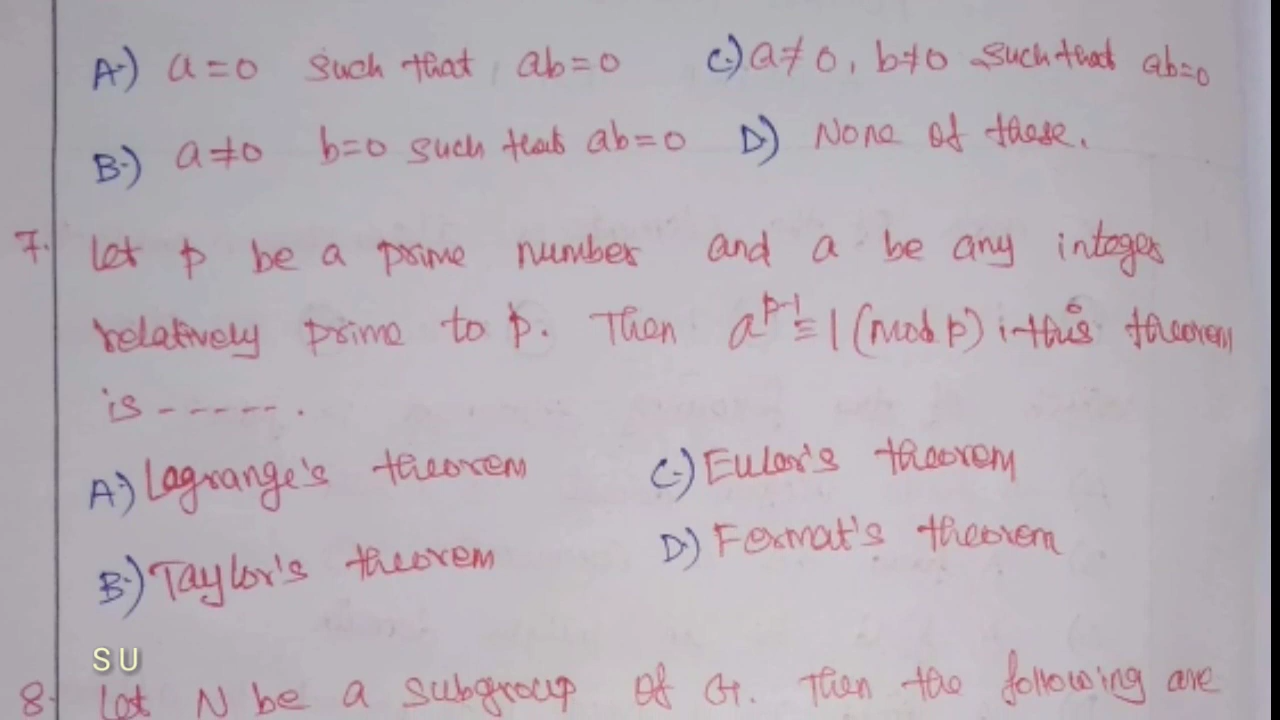 A.) a=0 such that ab=0 C.) a≠0, b≠0 such that ab=0
B.) a≠0 b=0 such that ab=0 D.) None of these.
7. Let p be a prime number and a be any integer
relatively prime to p. Then a^{p-1} ≡ 1 (mod p) this theorem
is ------.
A.) Lagrange's theorem C.) Euler's theorem
B.) Taylor's theorem D.) Fermat's theorem
SU
8. Let N be a subgroup of G. Then the following are